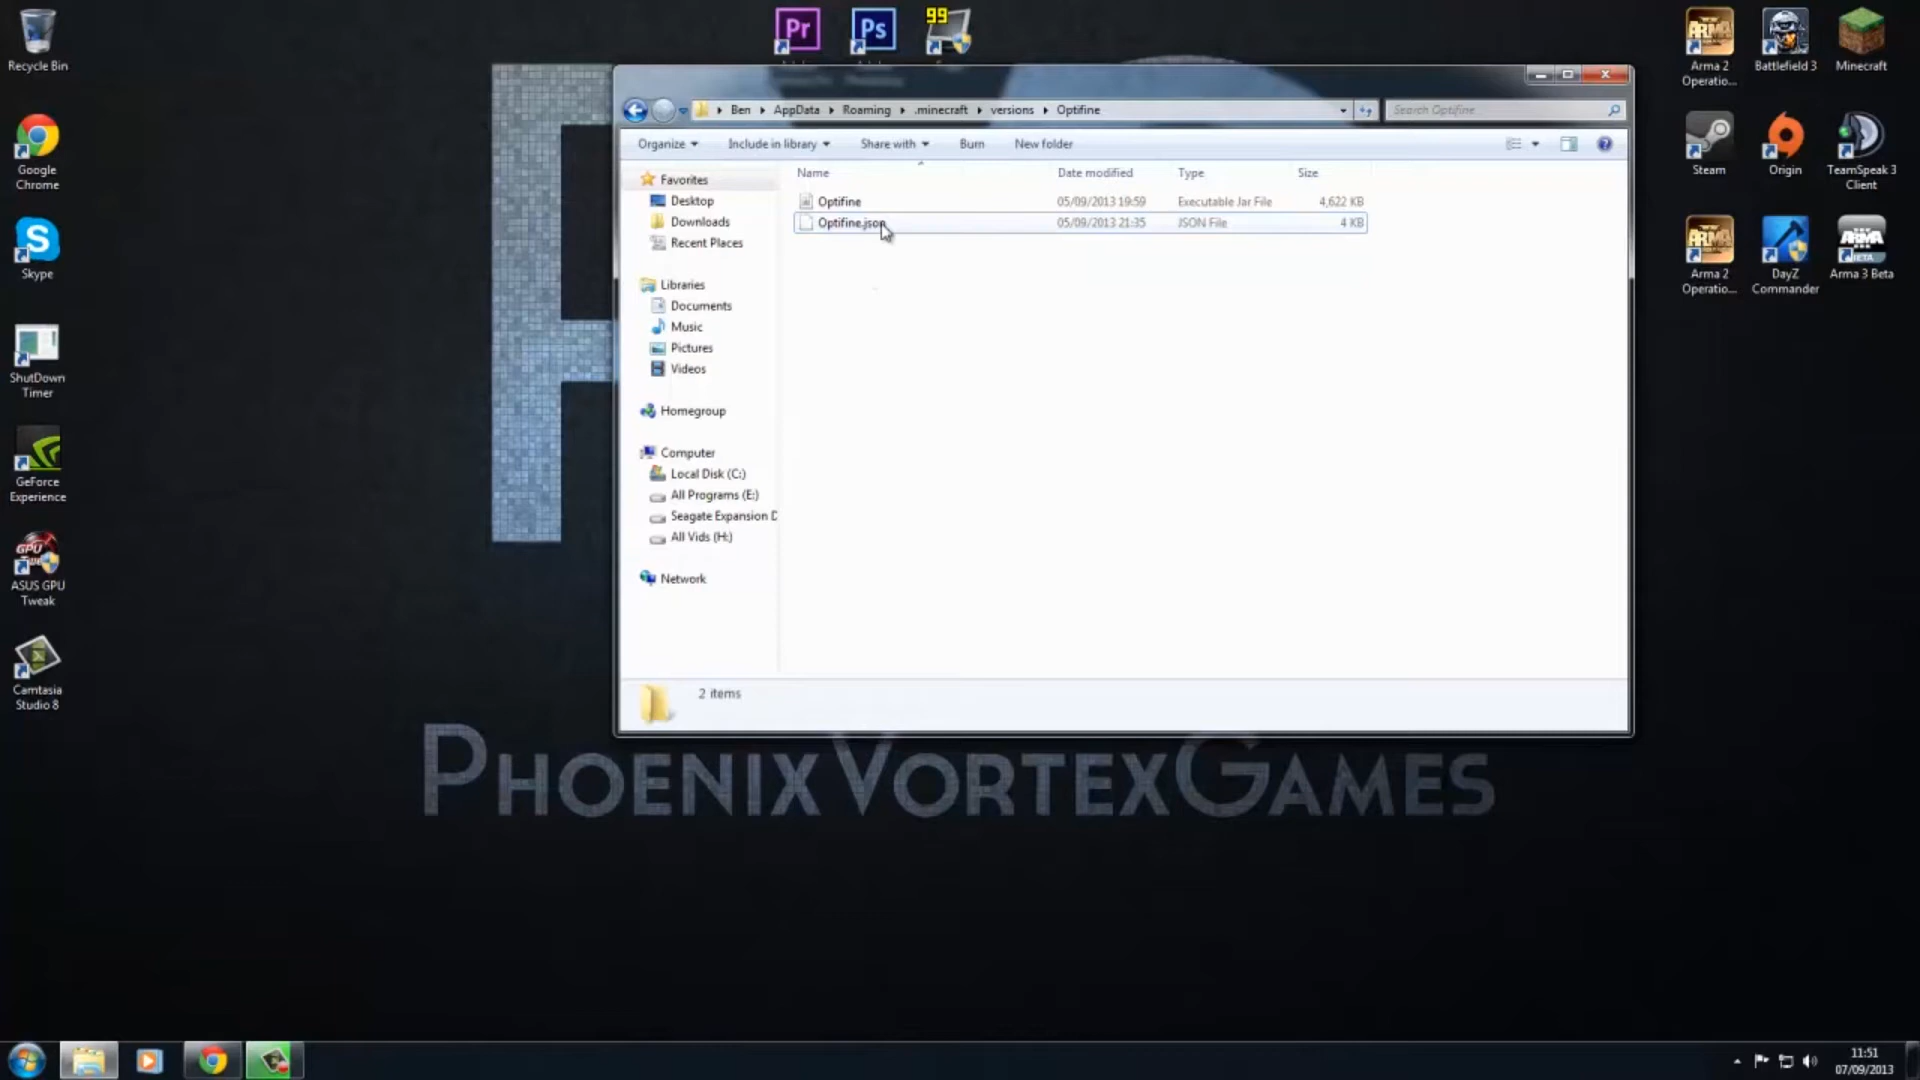 Recycle Bin
Google
Chrome
Skype
ShutDown
Timer
GeForce
Experience
ASUS GPU
Tweak
Camtasia
Studio 8
Pr
Ps
99
Ben
AppData
Roaming
.minecraft
versions
Optifine
Search Optifine
Organize
Include in library
Share with
Burn
New folder
Name
Date modified
Type
Size
Favorites
Desktop
Downloads
Recent Places
Libraries
Documents
Music
Pictures
Videos
Homegroup
Computer
Local Disk (C:)
All Programs (E:)
Seagate Expansion D
All Vids (H:)
Network
Optifine 05/09/2013 19:59 Executable Jar File 4,622 KB
Optifine.json 05/09/2013 21:35 JSON File 4 KB
2 items
PHOENIXVORTEXGAMES
Arma 2
Operatio...
Battlefield 3
Minecraft
Steam
Origin
TeamSpeak 3
Client
Arma 2
Operatio...
DayZ
Commander
Arma 3 Beta
11:51
07/09/2013